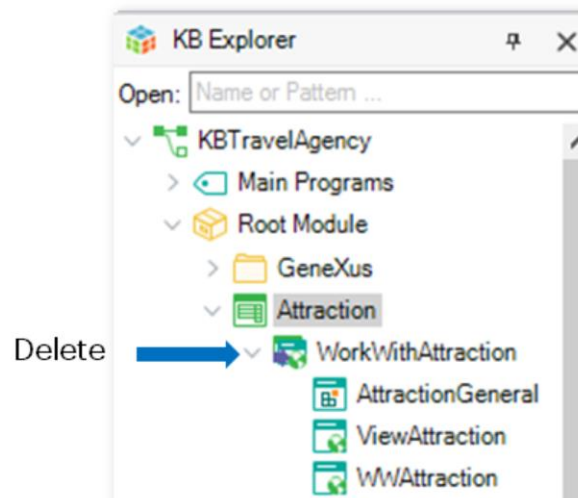 KB Explorer
Open: Name or Pattern ...
KBTravelAgency
Main Programs
Root Module
GeneXus
Attraction
Delete WorkWithAttraction
AttractionGeneral
ViewAttraction
WWAttraction